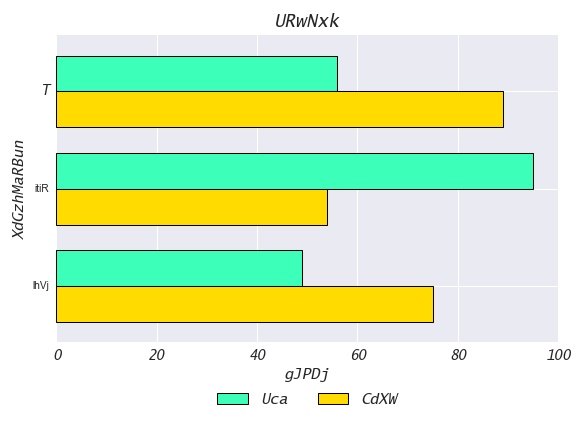 URwNxk
XdGzhMaRBun
T
itiR
lhVj
0 20 40 60 80 100
gJPDj
Uca CdXW